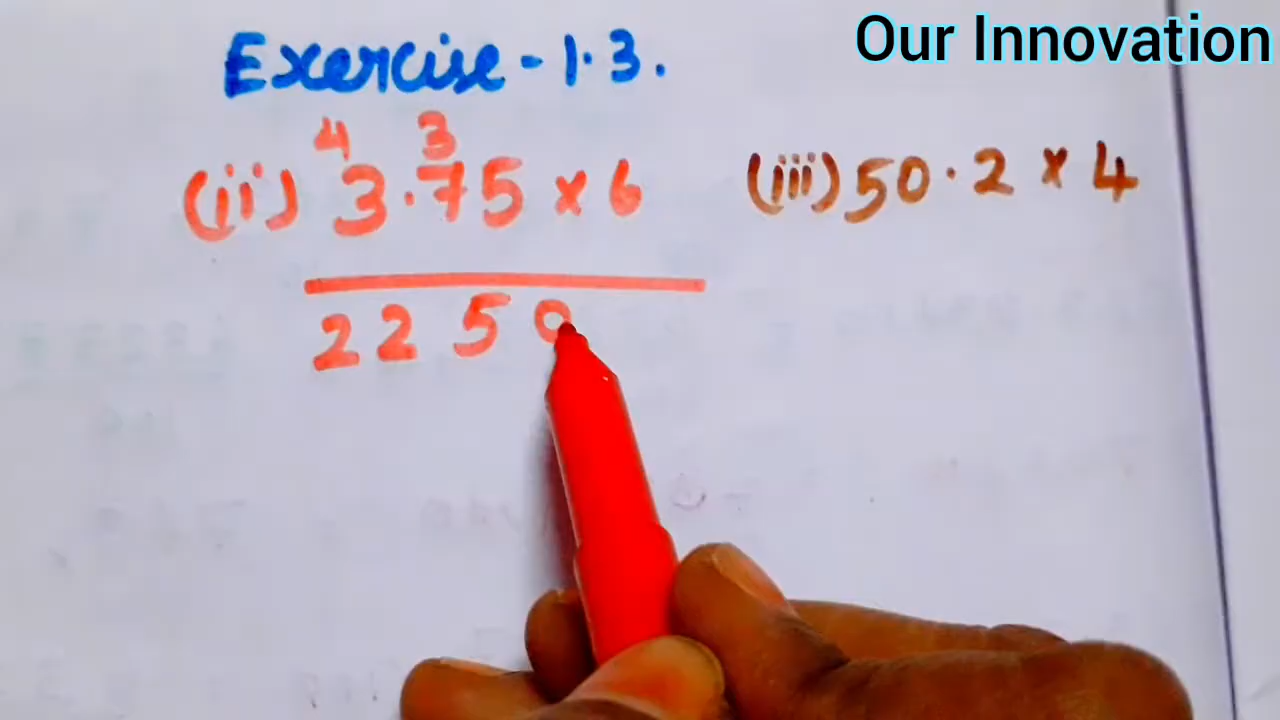 Our Innovation
Exercise - 1.3.
4 3
(ii) 3.75 x 6
(iii) 50.2 x 4
2250